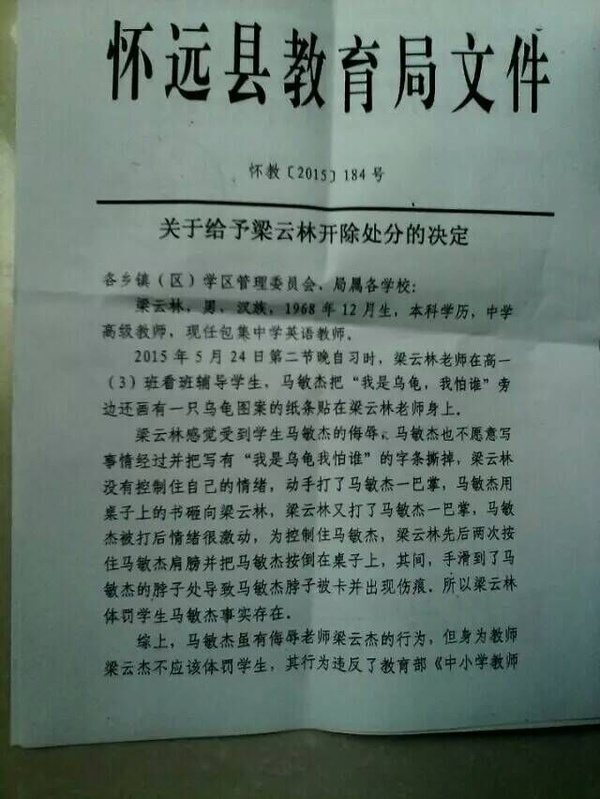 怀远县教育局文件
怀教〔2015〕184号
关于给予梁云林开除处分的决定
各乡镇（区）学区管理委员会、局属各学校：
梁云林，男，汉族，1968年12月生，本科学历，中学
高级教师，现任包集中学英语教师。
2015年5月24日第二节晚自习时，梁云林老师在高一
（3）班看班辅导学生，马敏杰把“我是乌龟，我怕谁”旁
边还画有一只乌龟图案的纸条贴在梁云林老师身上。
梁云林感觉受到学生马敏杰的侮辱、马敏杰也不愿意写
事情经过并把写有“我是乌龟我怕谁”的字条撕掉，梁云林
没有控制住自己的情绪，动手打了马敏杰一巴掌，马敏杰用
桌子上的书砸向梁云林，梁云林又打了马敏杰一巴掌，马敏
杰被打后情绪很激动，为控制住马敏杰，梁云林先后两次按
住马敏杰肩膀并把马敏杰按倒在桌子上，其间，手滑到了马
敏杰的脖子处导致马敏杰脖子被卡并出现伤痕。所以梁云林
体罚学生马敏杰事实存在。
综上，马敏杰虽有侮辱老师梁云杰的行为，但身为教师
梁云杰不应该体罚学生，其行为违反了教育部《中小学教师